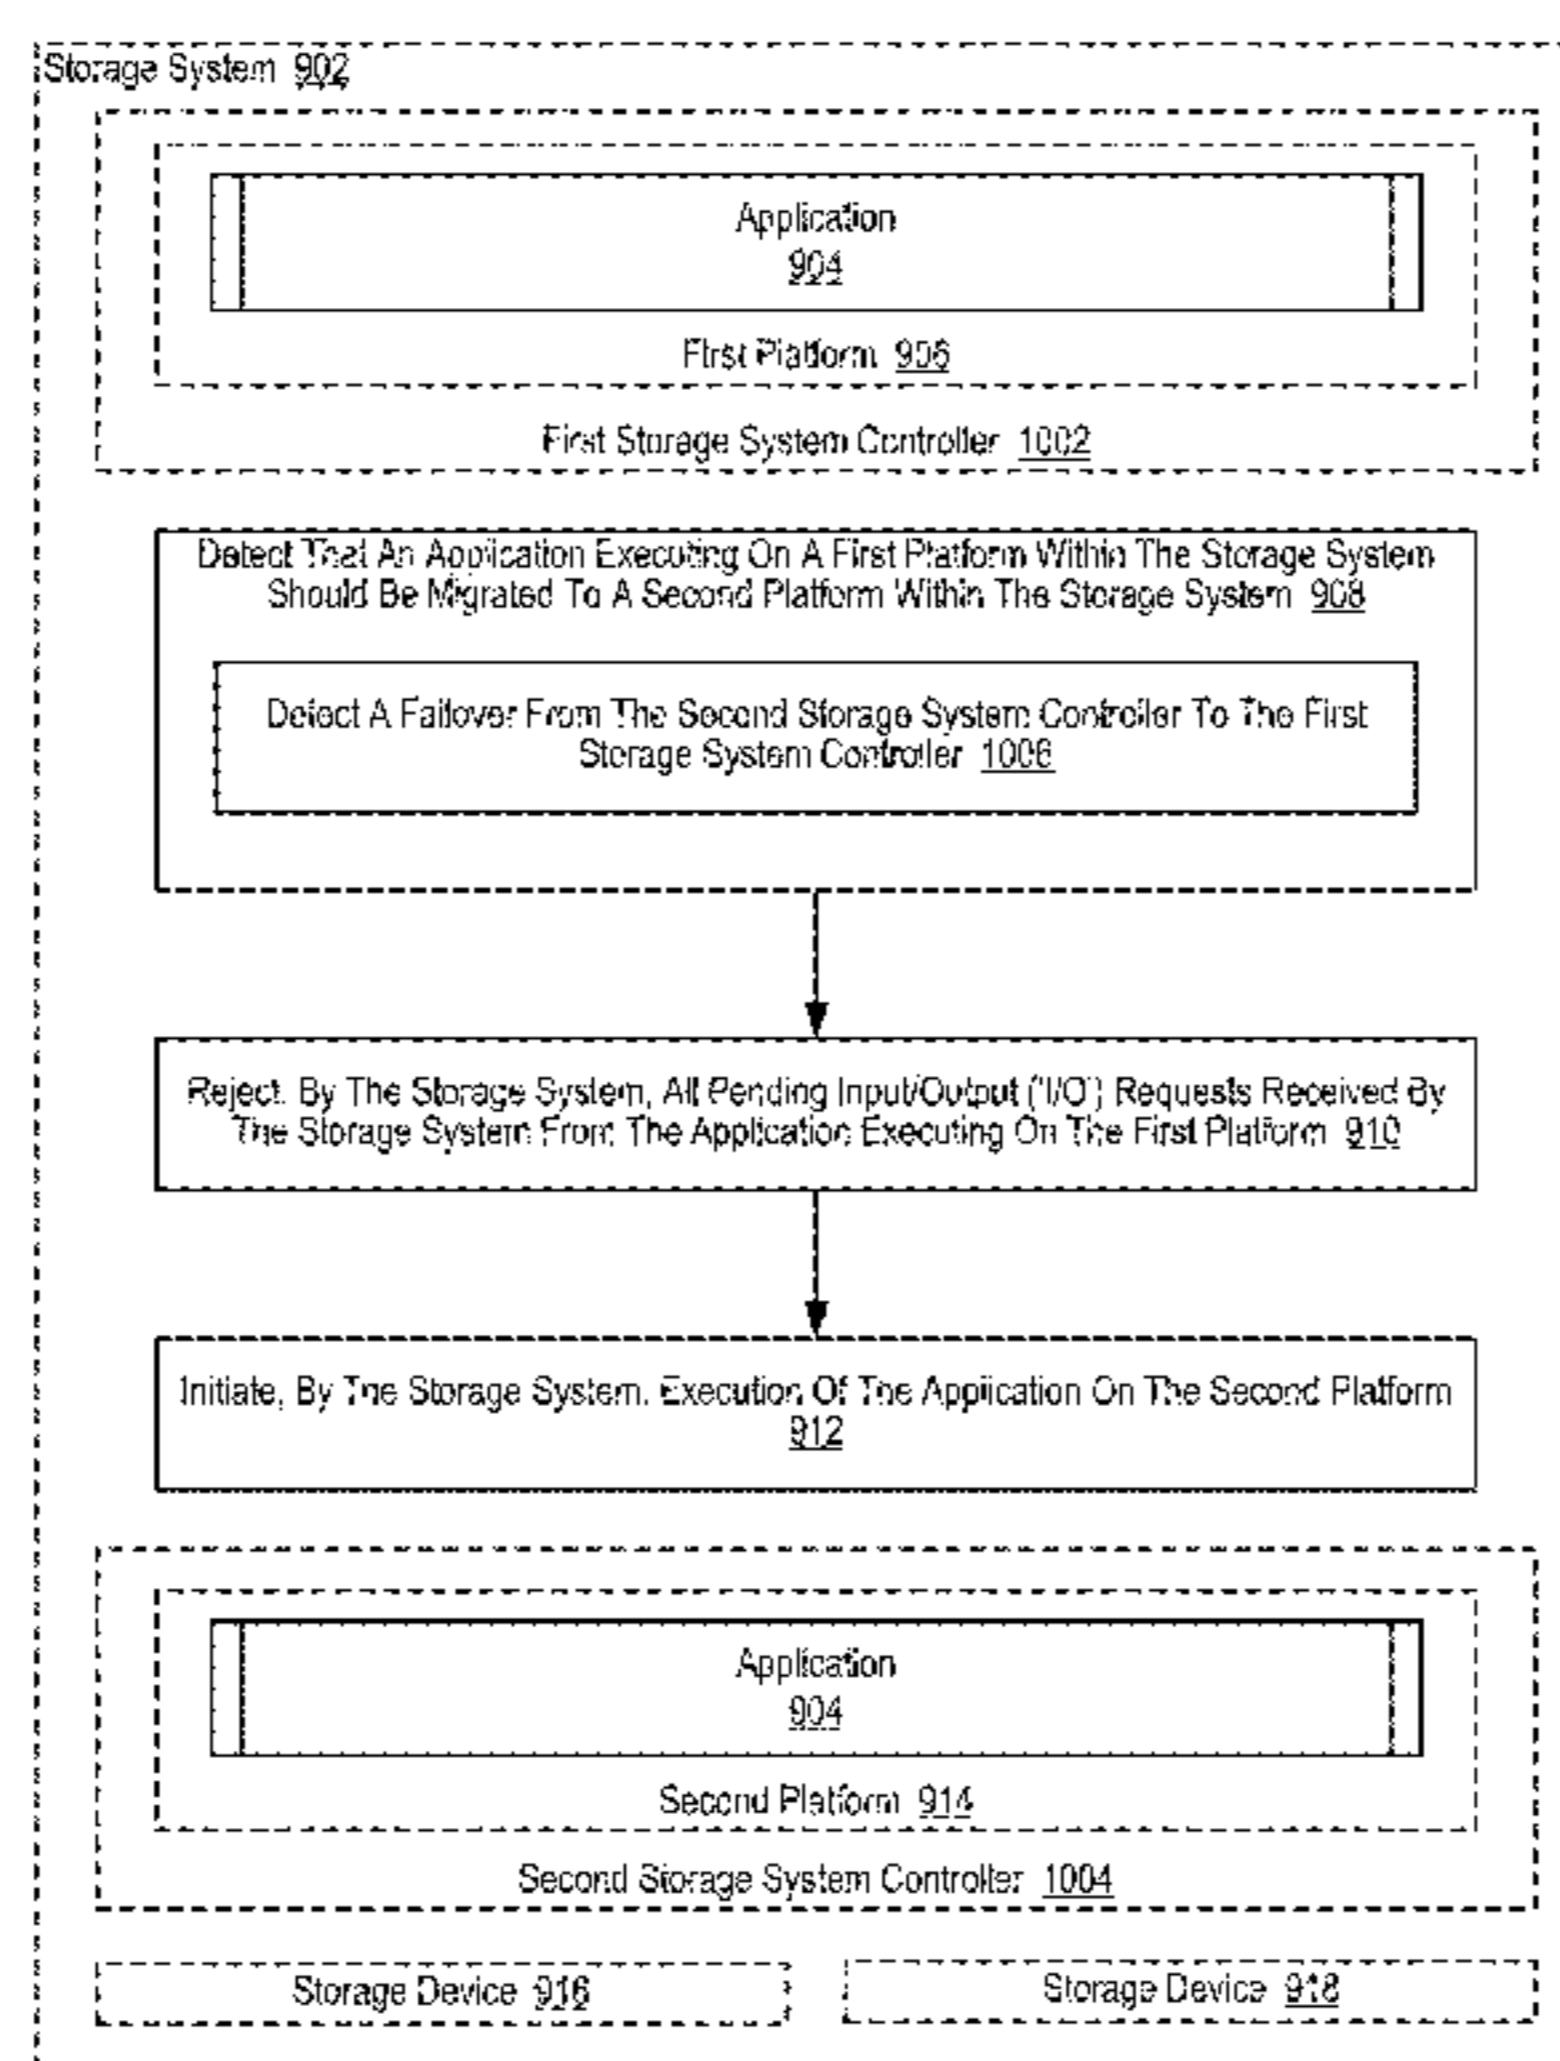 Storage System 902
Application
904
First Platform 906
First Storage System Controller 1002
Detect That An Application Executing On A First Platform Within The Storage System
Should Be Migrated To A Second Platform Within The Storage System 908
Detect A Failover From The Second Storage System Controller To The First
Storage System Controller 1006
Reject, By The Storage System, All Pending Input/Output ('I/O') Requests Received By
The Storage System From The Application Executing On The First Platform 910
Initiate, By The Storage System, Execution Of The Application On The Second Platform
912
Application
904
Second Platform 914
Second Storage System Controller 1004
Storage Device 916
Storage Device 918